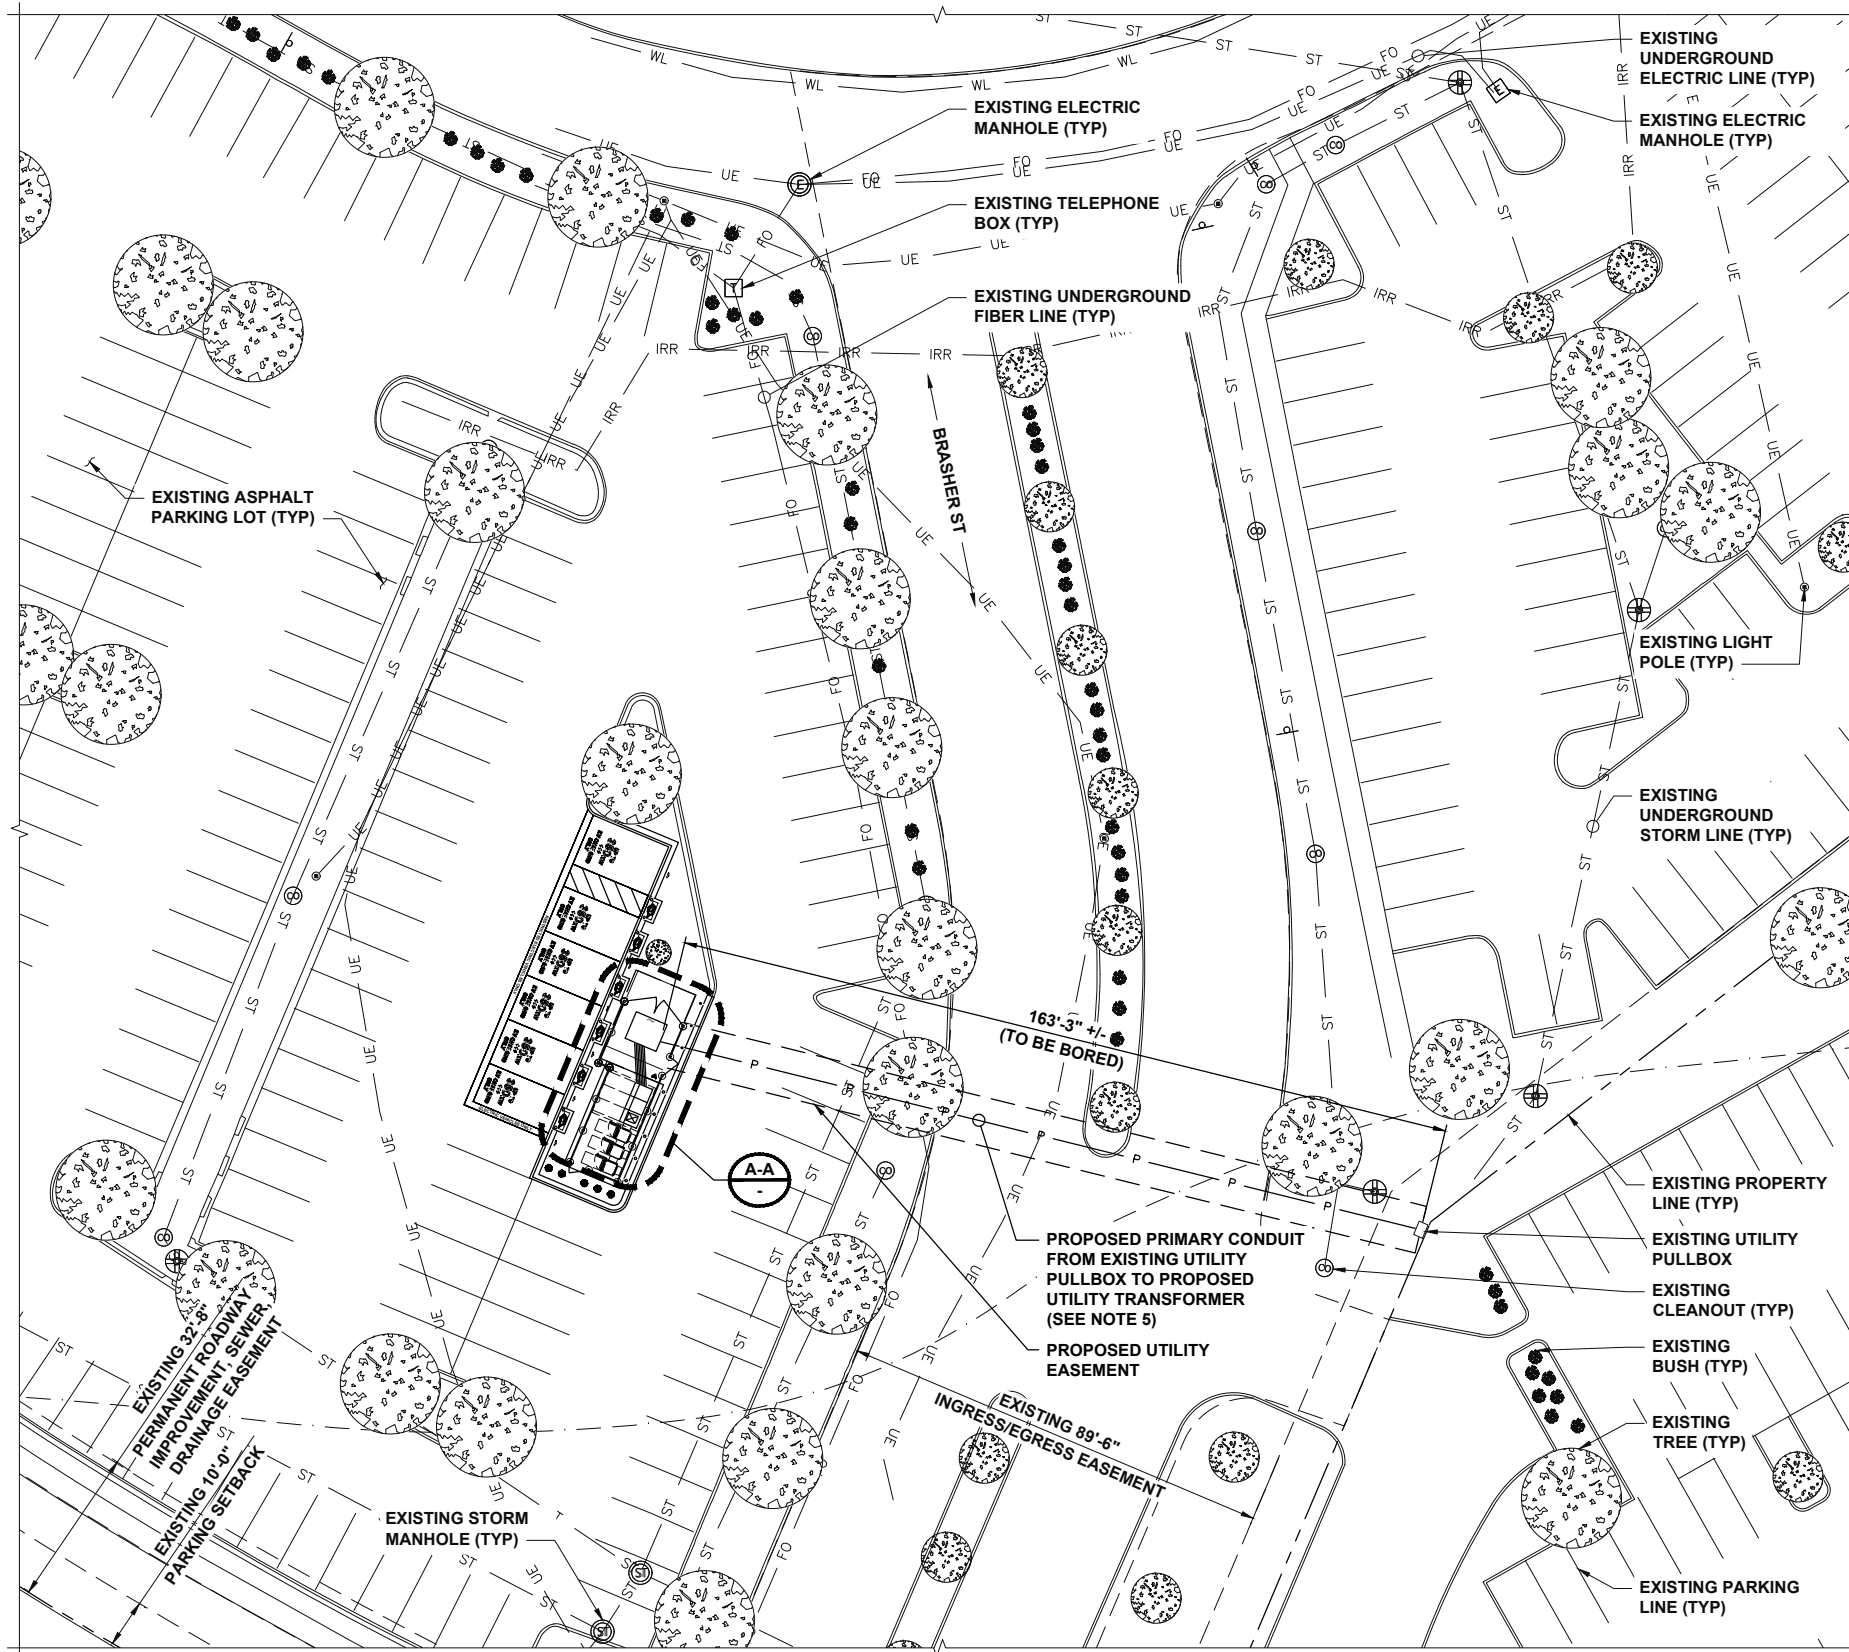 EXISTING
UNDERGROUND
ELECTRIC LINE (TYP)
EXISTING ELECTRIC
MANHOLE (TYP)
EXISTING ELECTRIC
MANHOLE (TYP)
EXISTING TELEPHONE
BOX (TYP)
EXISTING UNDERGROUND
FIBER LINE (TYP)
BRASHER ST
EXISTING ASPHALT
PARKING LOT (TYP)
EXISTING LIGHT
POLE (TYP)
EXISTING
UNDERGROUND
STORM LINE (TYP)
163'-3" +/-
(TO BE BORED)
A-A
-
PROPOSED PRIMARY CONDUIT
FROM EXISTING UTILITY
PULLBOX TO PROPOSED
UTILITY TRANSFORMER
(SEE NOTE 5)
PROPOSED UTILITY
EASEMENT
EXISTING PROPERTY
LINE (TYP)
EXISTING UTILITY
PULLBOX
EXISTING
CLEANOUT (TYP)
EXISTING
BUSH (TYP)
EXISTING
TREE (TYP)
EXISTING PARKING
LINE (TYP)
EXISTING 32'-8"
PERMANENT ROADWAY
IMPROVEMENT, SEWER,
DRAINAGE EASEMENT
EXISTING 10'-0"
PARKING SETBACK
EXISTING 89'-6"
INGRESS/EGRESS EASEMENT
EXISTING STORM
MANHOLE (TYP)
ST
UE
FO
WL
IRR
P
E
T